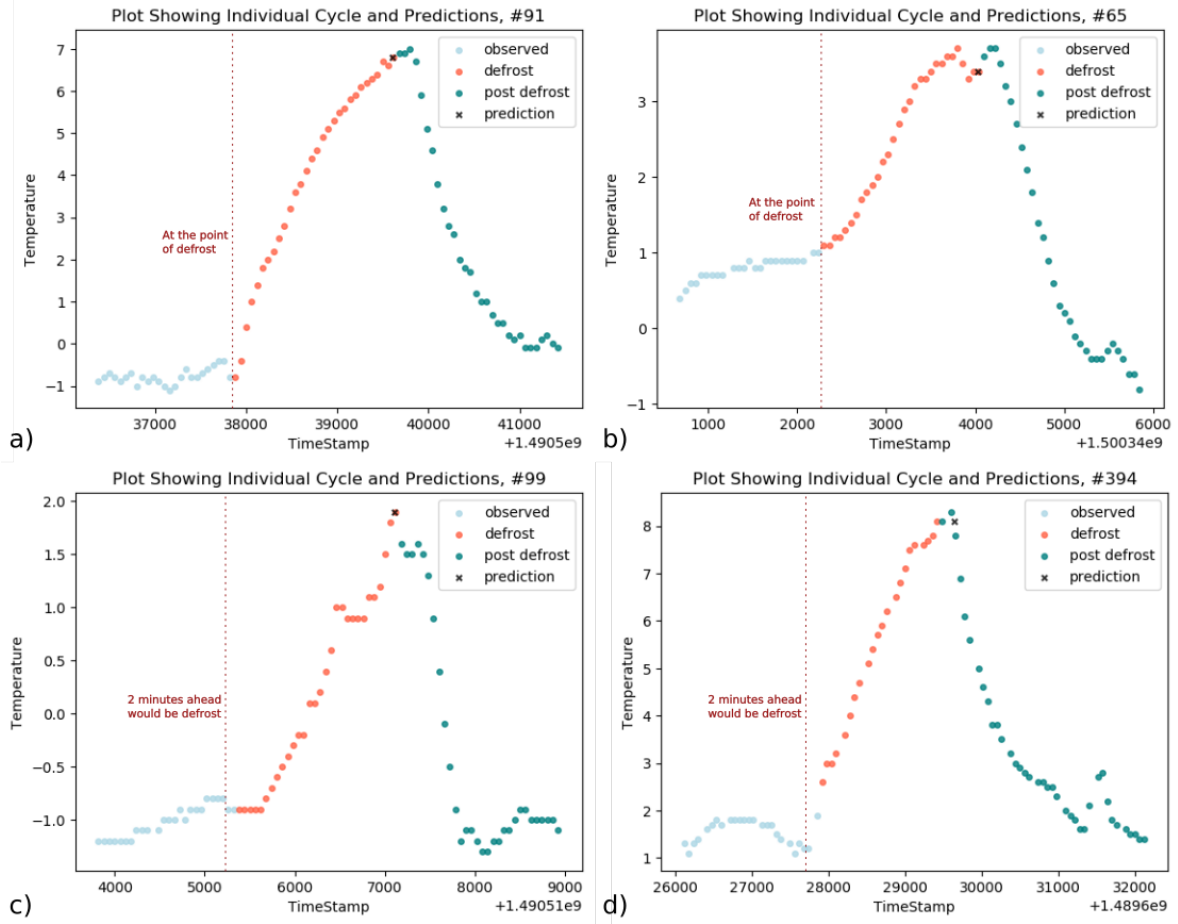 Plot Showing Individual Cycle and Predictions, #91
7
6
5
4
3
2
1
0
−1
Temperature
observed
defrost
post defrost
prediction
At the point
of defrost
37000 38000 39000 40000 41000
TimeStamp
+1.4905e9
a)
Plot Showing Individual Cycle and Predictions, #65
3
2
1
0
−1
Temperature
observed
defrost
post defrost
prediction
At the point
of defrost
1000 2000 3000 4000 5000 6000
TimeStamp
+1.50034e9
b)
Plot Showing Individual Cycle and Predictions, #99
2.0
1.5
1.0
0.5
0.0
−0.5
−1.0
Temperature
observed
defrost
post defrost
prediction
2 minutes ahead
would be defrost
4000 5000 6000 7000 8000 9000
TimeStamp
+1.49051e9
c)
Plot Showing Individual Cycle and Predictions, #394
8
7
6
5
4
3
2
1
Temperature
observed
defrost
post defrost
prediction
2 minutes ahead
would be defrost
26000 27000 28000 29000 30000 31000 32000
TimeStamp
+1.4896e9
d)